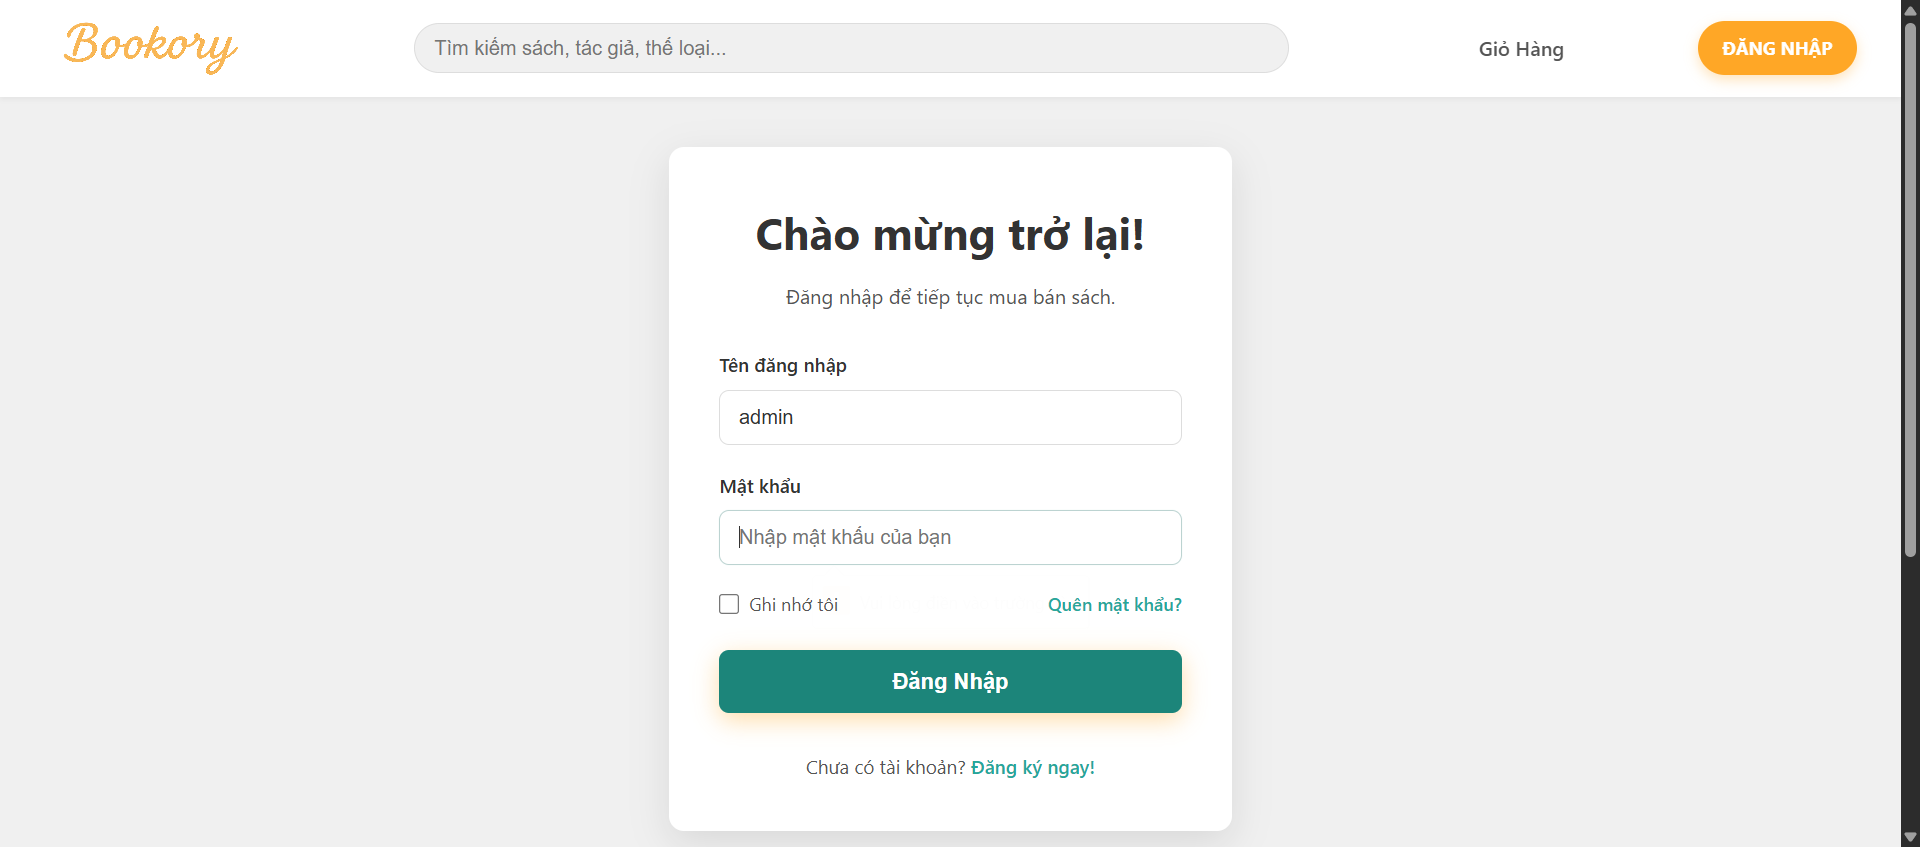 Bookory
Tìm kiếm sách, tác giả, thể loại...
Giỏ Hàng
ĐĂNG NHẬP
Chào mừng trở lại!
Đăng nhập để tiếp tục mua bán sách.
Tên đăng nhập
admin
Mật khẩu
Nhập mật khẩu của bạn
Ghi nhớ tôi
Quên mật khẩu?
Đăng Nhập
Chưa có tài khoản? Đăng ký ngay!